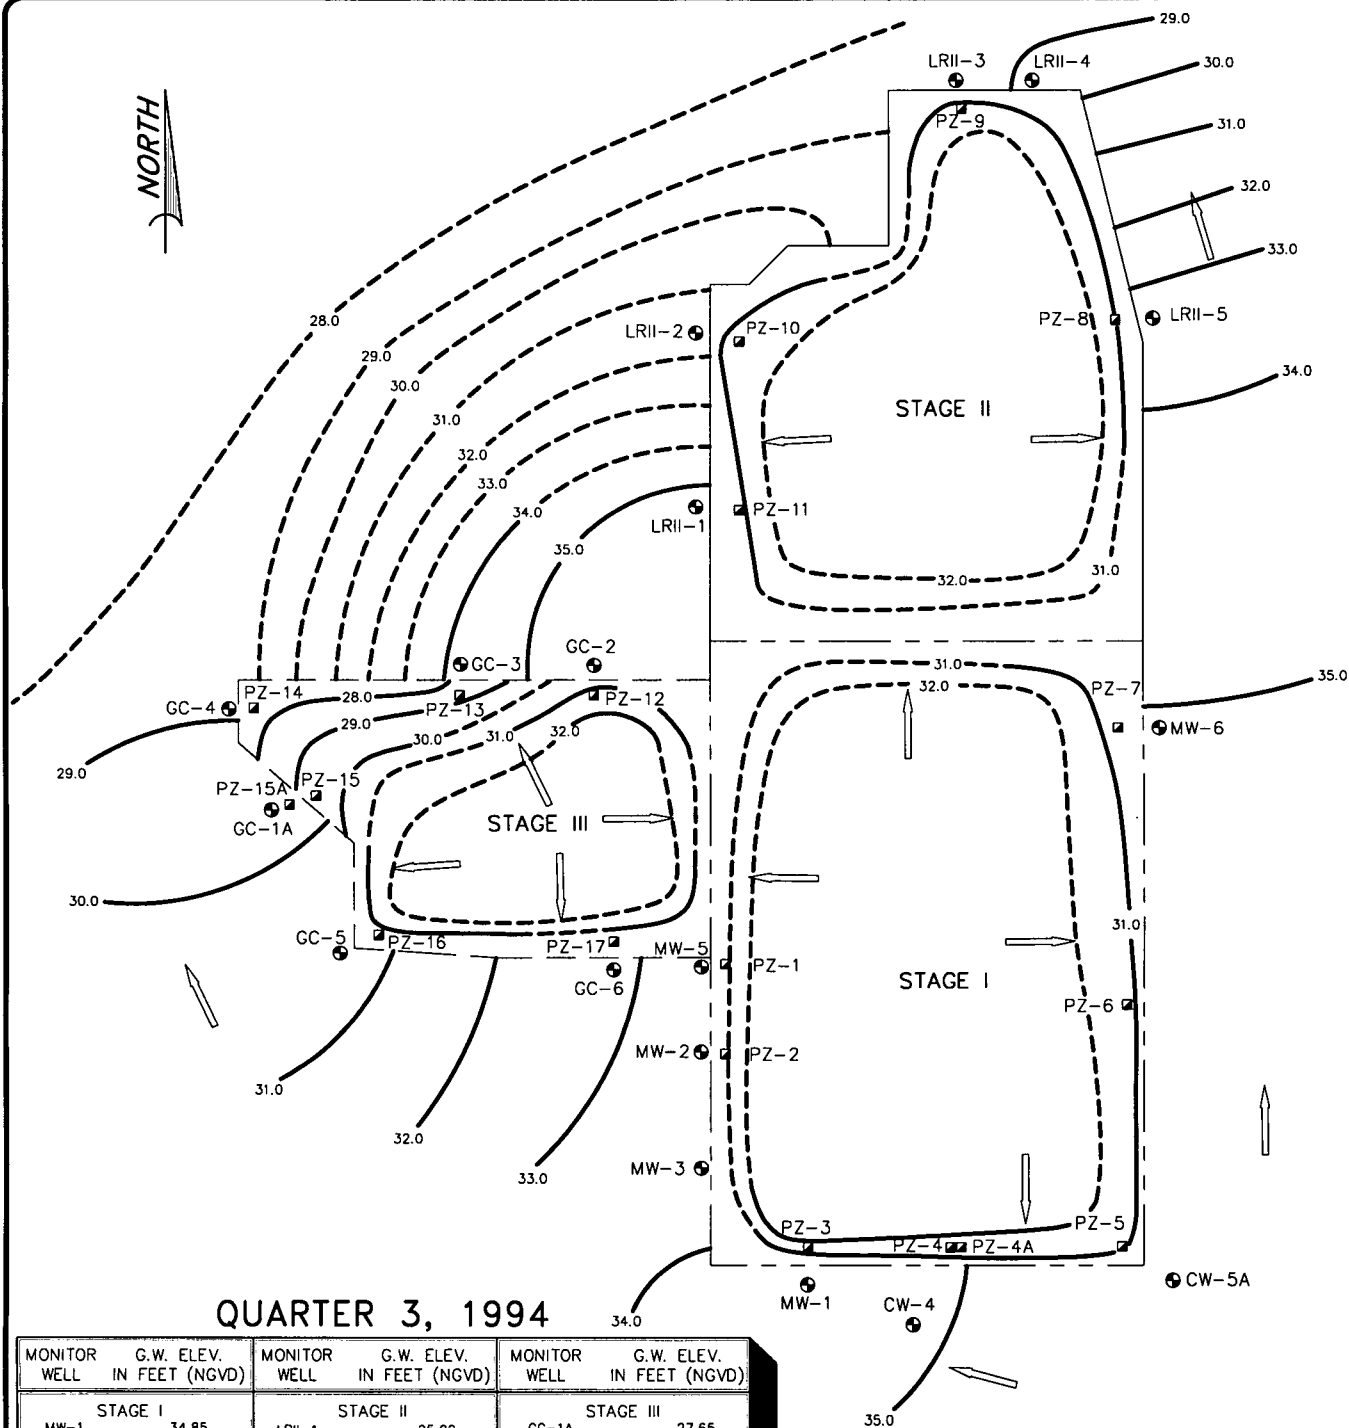 29.0
LRII-3
LRII-4
30.0
NORTH
PZ-9
31.0
32.0
33.0
28.0
PZ-8
LRII-5
LRII-2
PZ-10
29.0
34.0
30.0
STAGE II
31.0
32.0
33.0
34.0
PZ-11
LRII-1
35.0
31.0
32.0
GC-2
GC-3
31.0
35.0
PZ-14
28.0
32.0
PZ-7
GC-4
PZ-13
PZ-12
29.0
MW-6
30.0
31.0
32.0
29.0
PZ-15A
PZ-15
STAGE III
GC-1A
30.0
31.0
GC-5
PZ-16
PZ-17
MW-5
PZ-1
STAGE I
GC-6
PZ-6
MW-2
PZ-2
31.0
32.0
MW-3
33.0
PZ-3
PZ-4
PZ-4A
PZ-5
CW-5A
MW-1
CW-4
QUARTER 3, 1994
34.0
MONITOR WELL G.W. ELEV. IN FEET (NGVD) MONITOR WELL G.W. ELEV. IN FEET (NGVD) MONITOR WELL G.W. ELEV. IN FEET (NGVD)
STAGE I STAGE II STAGE III
35.0
MW-1 34.85 GC-1A 27.65